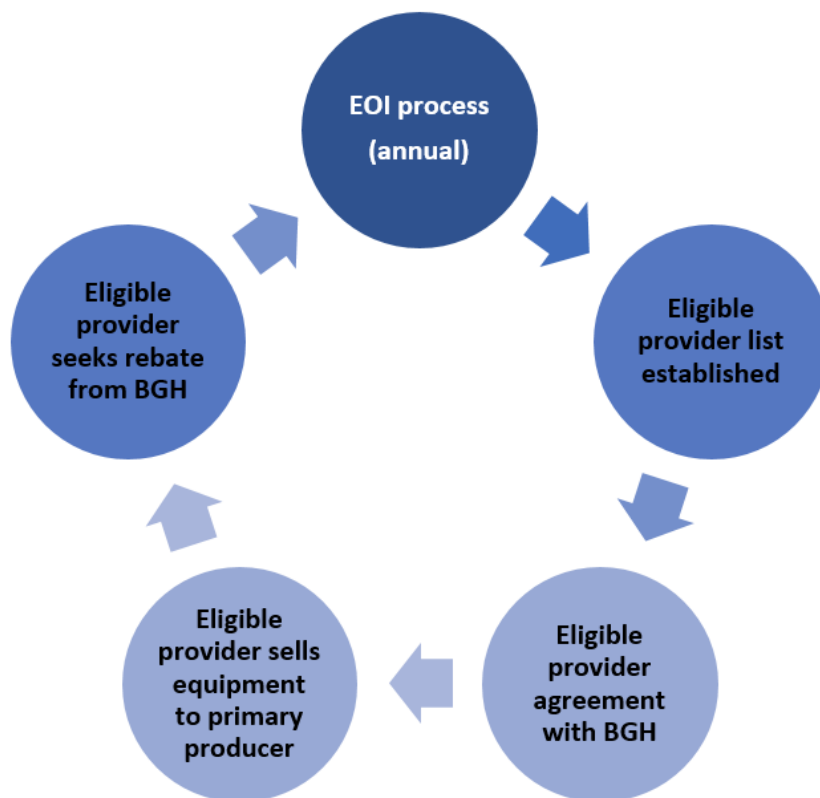 EOI process
(annual)
Eligible
provider list
established
Eligible
provider
agreement
with BGH
Eligible
provider sells
equipment
to primary
producer
Eligible
provider
seeks rebate
from BGH